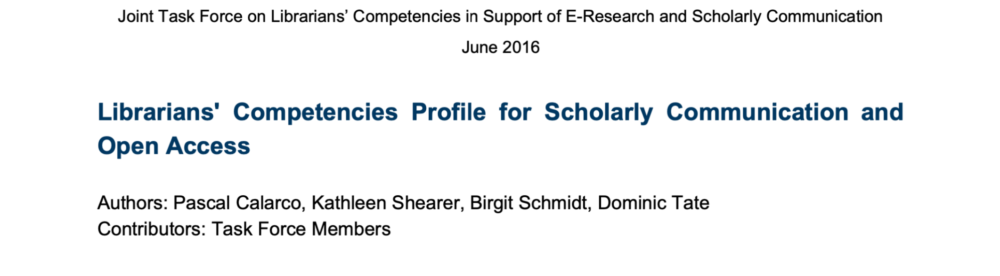 Joint Task Force on Librarians’ Competencies in Support of E-Research and Scholarly Communication
June 2016
Librarians' Competencies Profile for Scholarly Communication and
Open Access
Authors: Pascal Calarco, Kathleen Shearer, Birgit Schmidt, Dominic Tate
Contributors: Task Force Members